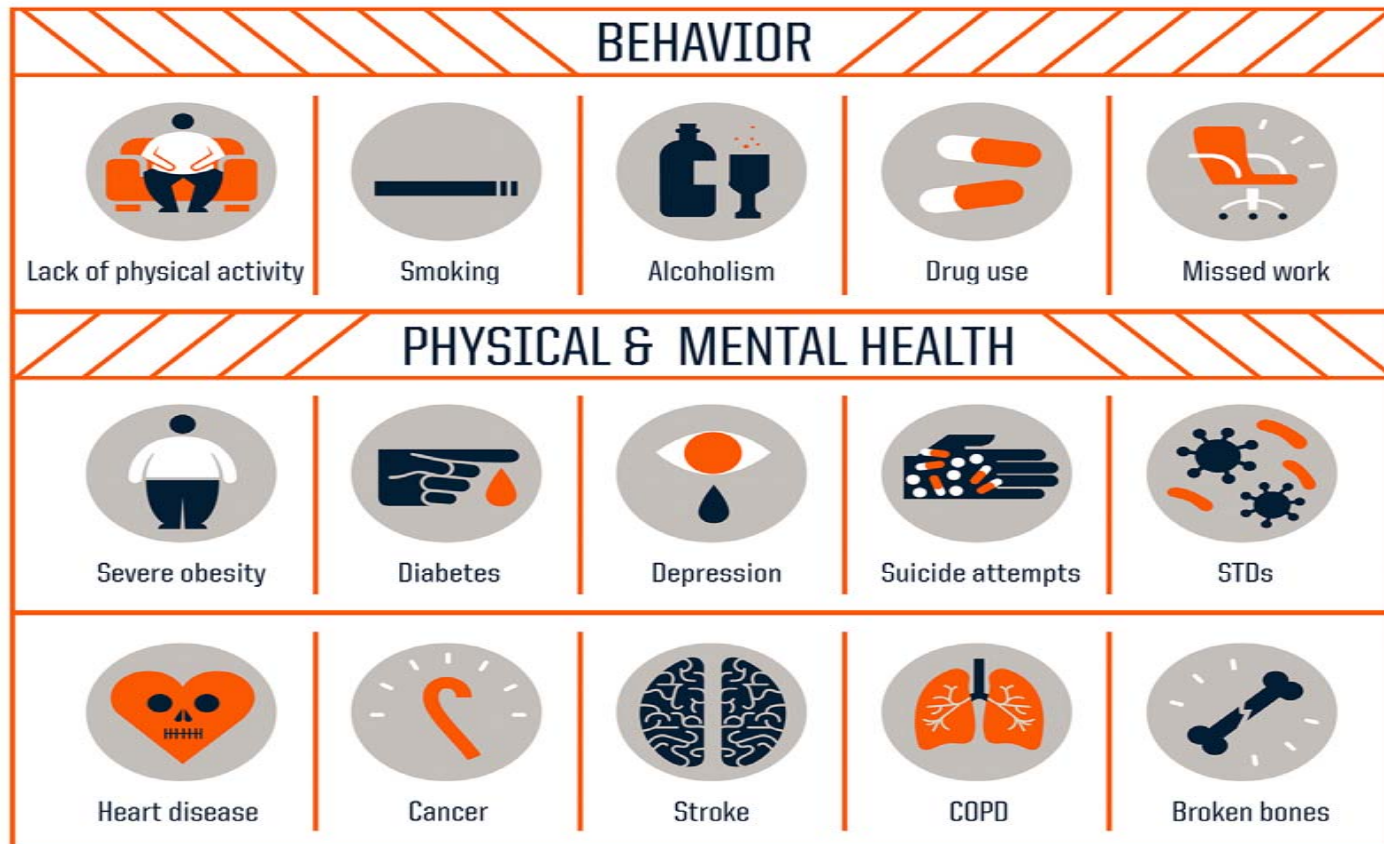 BEHAVIOR
Lack of physical activity
Smoking
Alcoholism
Drug use
Missed work
PHYSICAL & MENTAL HEALTH
Severe obesity
Diabetes
Depression
Suicide attempts
STDs
Heart disease
Cancer
Stroke
COPD
Broken bones